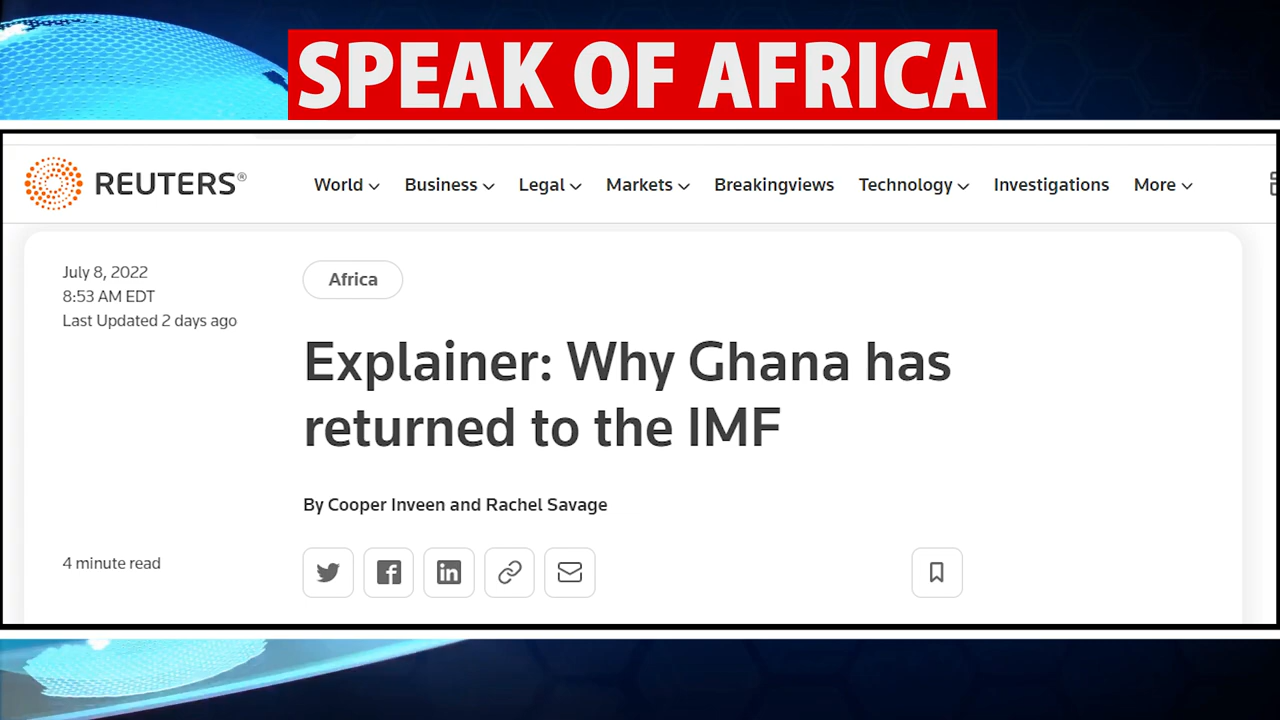 SPEAK OF AFRICA
REUTERS®
World Business Legal Markets Breakingviews Technology Investigations More
July 8, 2022
8:53 AM EDT
Last Updated 2 days ago
Africa
Explainer: Why Ghana has
returned to the IMF
By Cooper Inveen and Rachel Savage
4 minute read